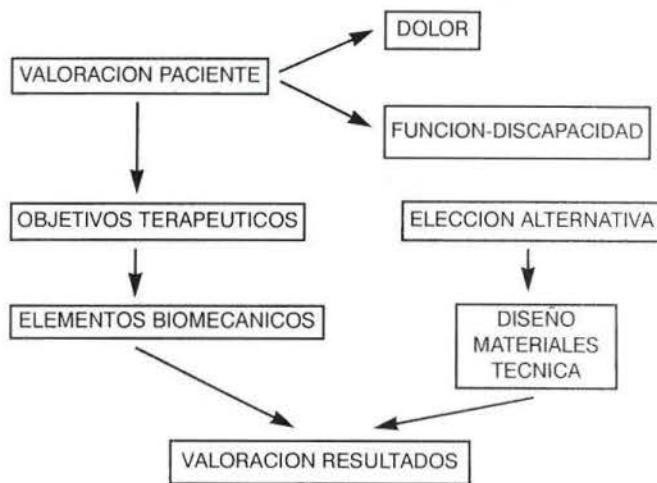 DOLOR
VALORACION PACIENTE
FUNCION-DISCAPACIDAD
OBJETIVOS TERAPEUTICOS
ELECCION ALTERNATIVA
ELEMENTOS BIOMECANICOS
DISEÑO
MATERIALES
TECNICA
VALORACION RESULTADOS